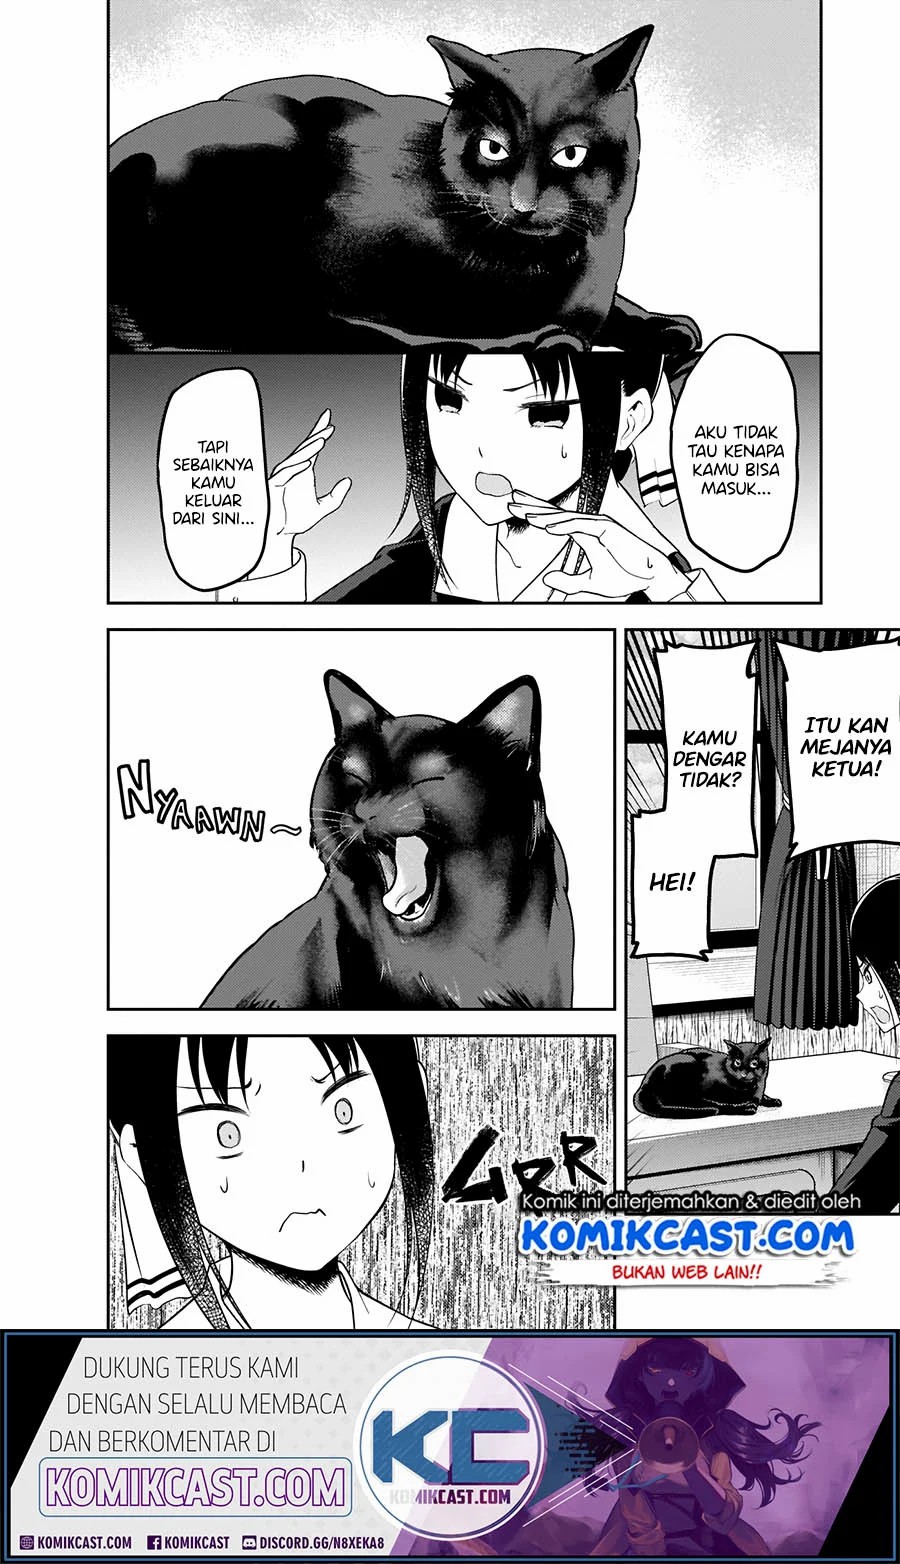 AKU TIDAK
TAU KENAPA
KAMU BISA
MASUK...
TAPI
SEBAIKNYA
KAMU
KELUAR
DARI SINI...
ITU KAN
MEJANYA
KETUA!
KAMU
DENGAR
TIDAK?
HEI!
NYAAWN~
GRR
Komik ini diterjemahkan & diedit oleh
KOMIKCAST.COM
BUKAN WEB LAIN!!
DUKUNG TERUS KAMI
DENGAN SELALU MEMBACA
DAN BERKOMENTAR DI
KOMIKCAST.COM
KC
KOMIKCAST.COM
KOMIKCAST.COM KOMIKCAST DISCORD.GG/N8XEKA8